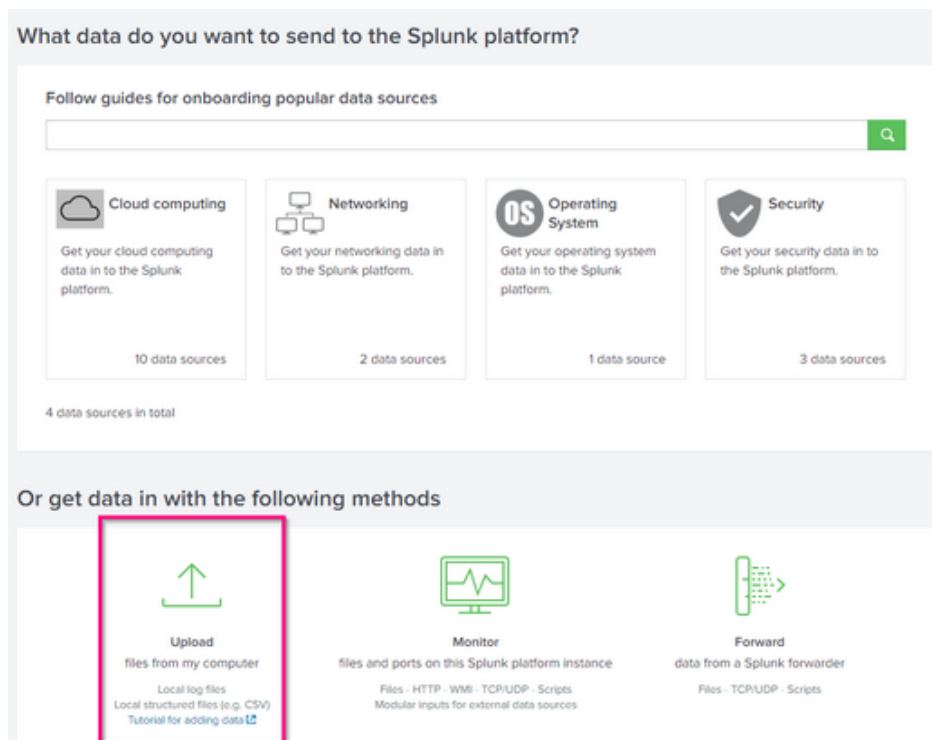 What data do you want to send to the Splunk platform?
Follow guides for onboarding popular data sources
Cloud computing
Get your cloud computing
data in to the Splunk
platform.
10 data sources
Networking
Get your networking data in
to the Splunk platform.
2 data sources
OS
Operating
System
Get your operating system
data in to the Splunk
platform.
1 data source
Security
Get your security data in to
the Splunk platform.
3 data sources
4 data sources in total
Or get data in with the following methods
Upload
files from my computer
Local log files
Local structured files (e.g. CSV)
Tutorial for adding data
Monitor
files and ports on this Splunk platform instance
Files - HTTP - WMI - TCP/UDP - Scripts
Modular inputs for external data sources
Forward
data from a Splunk forwarder
Files - TCP/UDP - Scripts